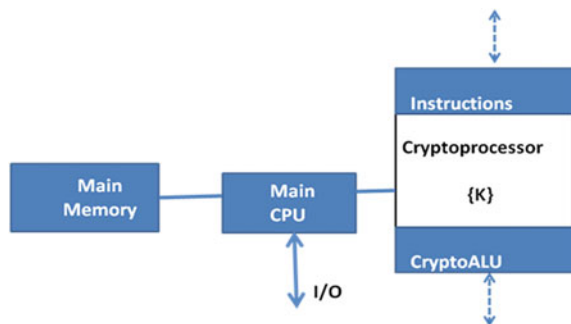 Instructions
Cryptoprocessor
{K}
CryptoALU
Main
Memory
Main
CPU
I/O